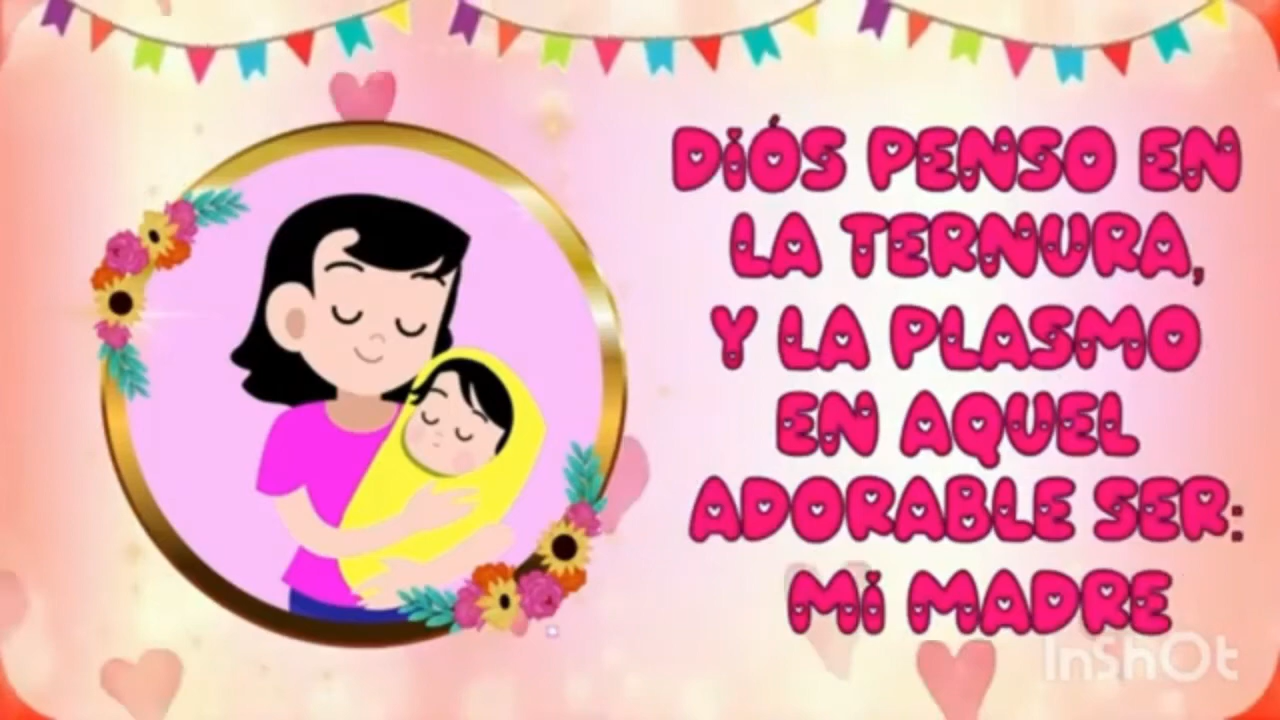 DiÓS PENSO EN
LA TERNURA,
Y LA PLASMO
EN AQUEL
ADORABLE SER:
Mi MADRE
InShOt